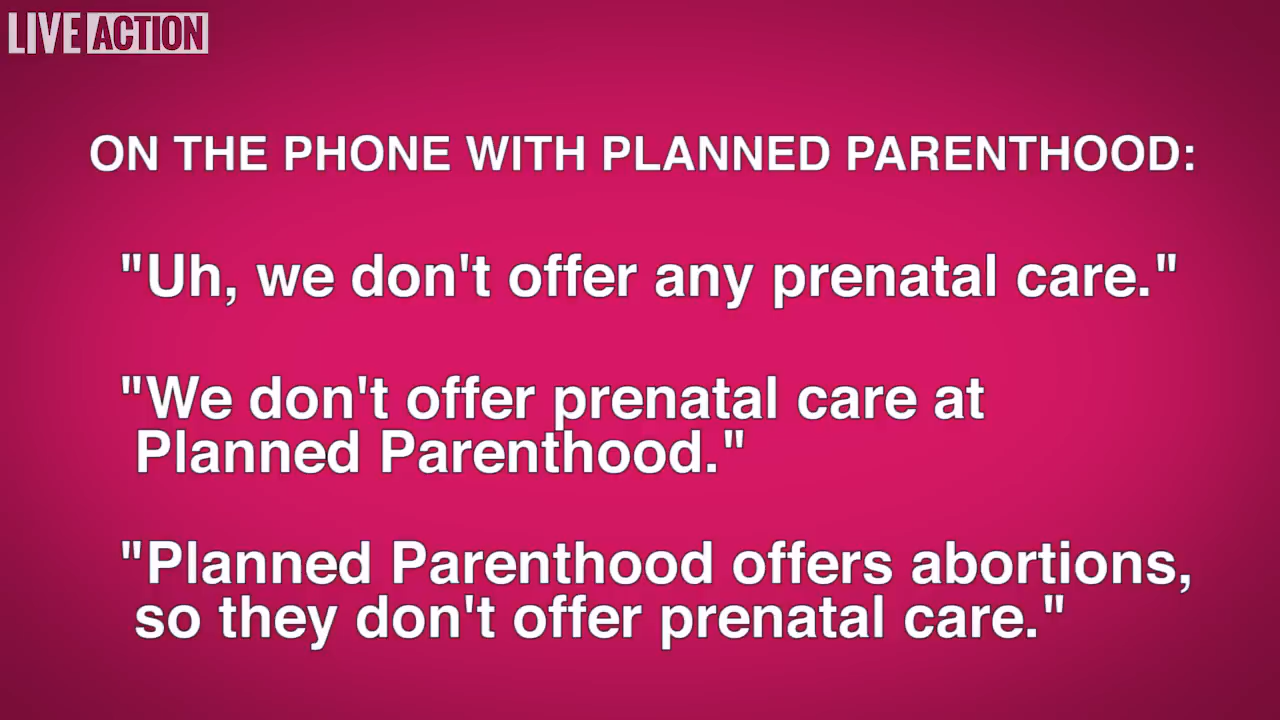 LIVE ACTION
ON THE PHONE WITH PLANNED PARENTHOOD:
"Uh, we don't offer any prenatal care."
"We don't offer prenatal care at
Planned Parenthood."
"Planned Parenthood offers abortions,
so they don't offer prenatal care."